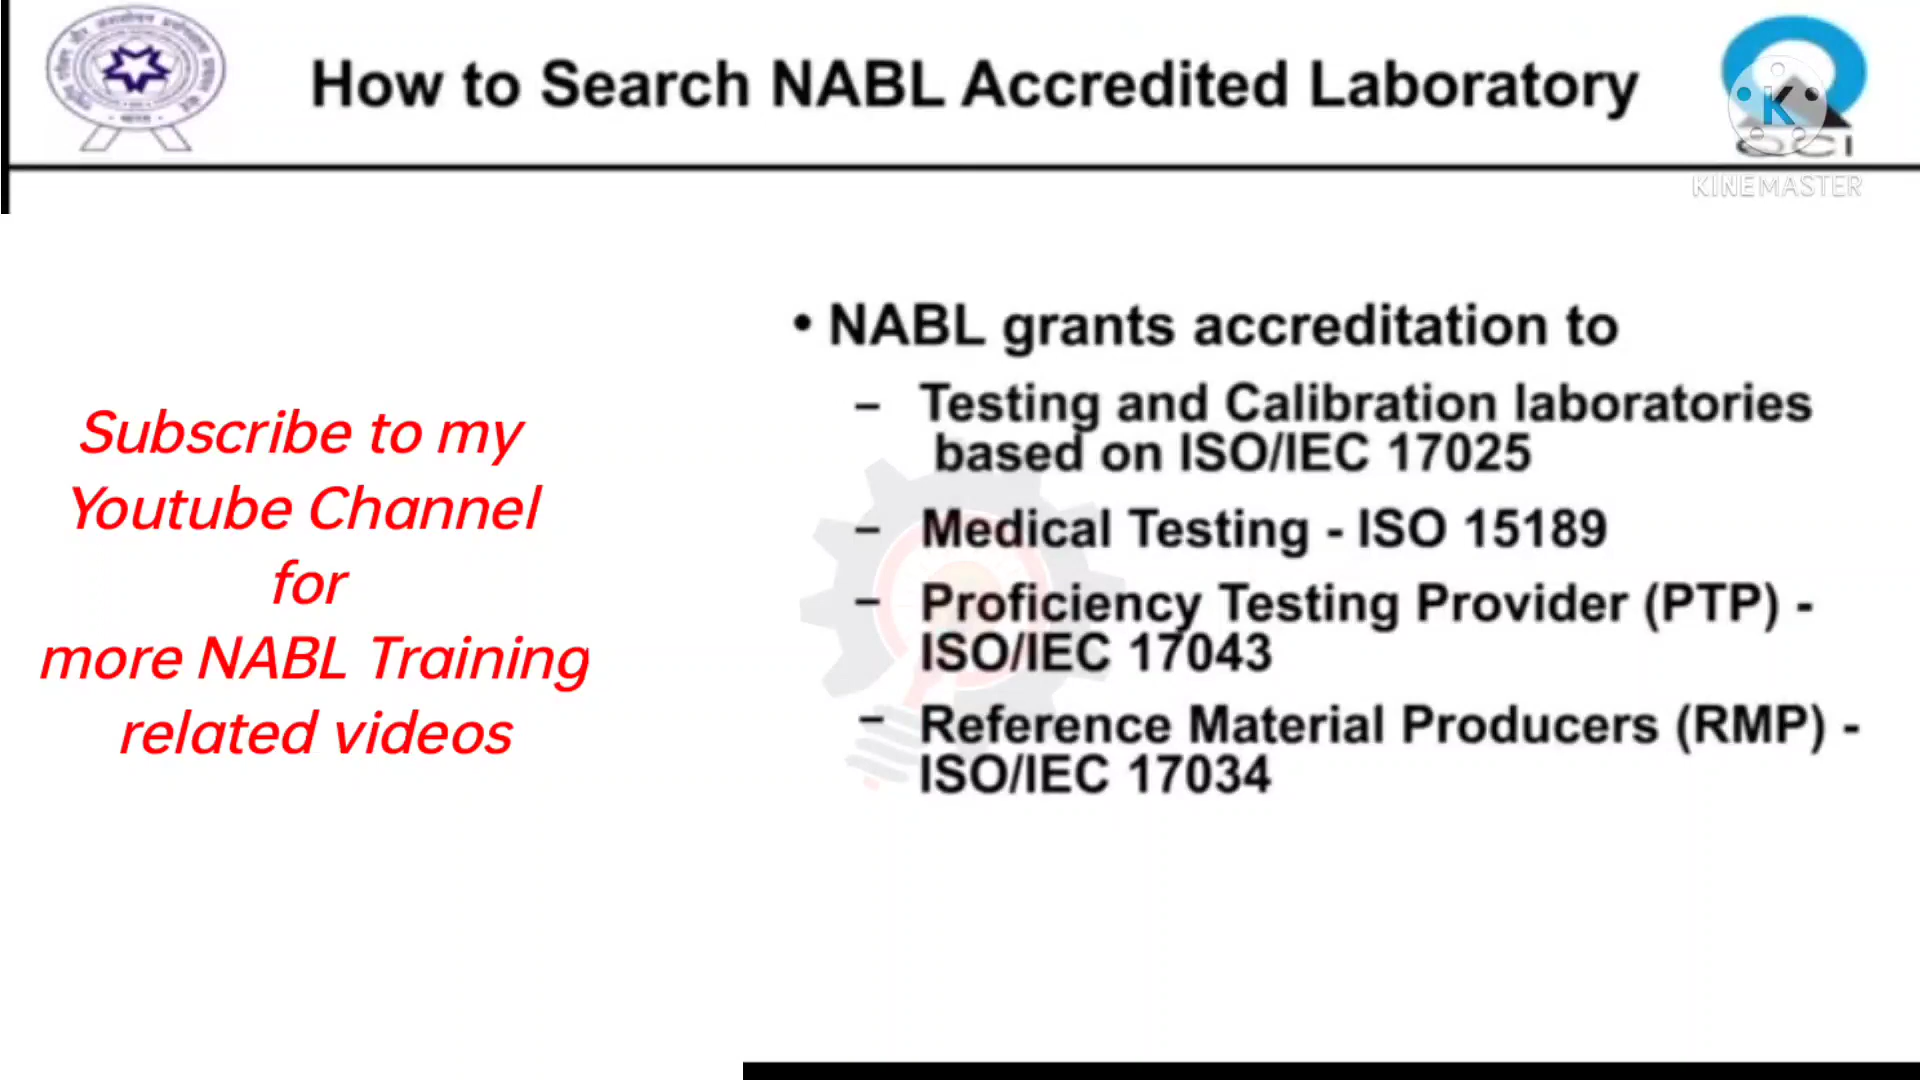 How to Search NABL Accredited Laboratory
KINEMASTER
Subscribe to my
Youtube Channel
for
more NABL Training
related videos
• NABL grants accreditation to
– Testing and Calibration laboratories
based on ISO/IEC 17025
– Medical Testing - ISO 15189
– Proficiency Testing Provider (PTP) -
ISO/IEC 17043
– Reference Material Producers (RMP) -
ISO/IEC 17034